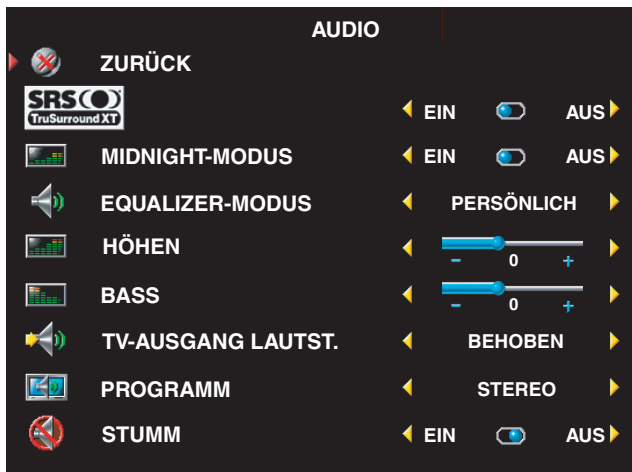 AUDIO
ZURÜCK
SRS
TruSurround XT
EIN AUS
MIDNIGHT-MODUS EIN AUS
EQUALIZER-MODUS PERSÖNLICH
HÖHEN - 0 +
BASS - 0 +
TV-AUSGANG LAUTST. BEHOBEN
PROGRAMM STEREO
STUMM EIN AUS